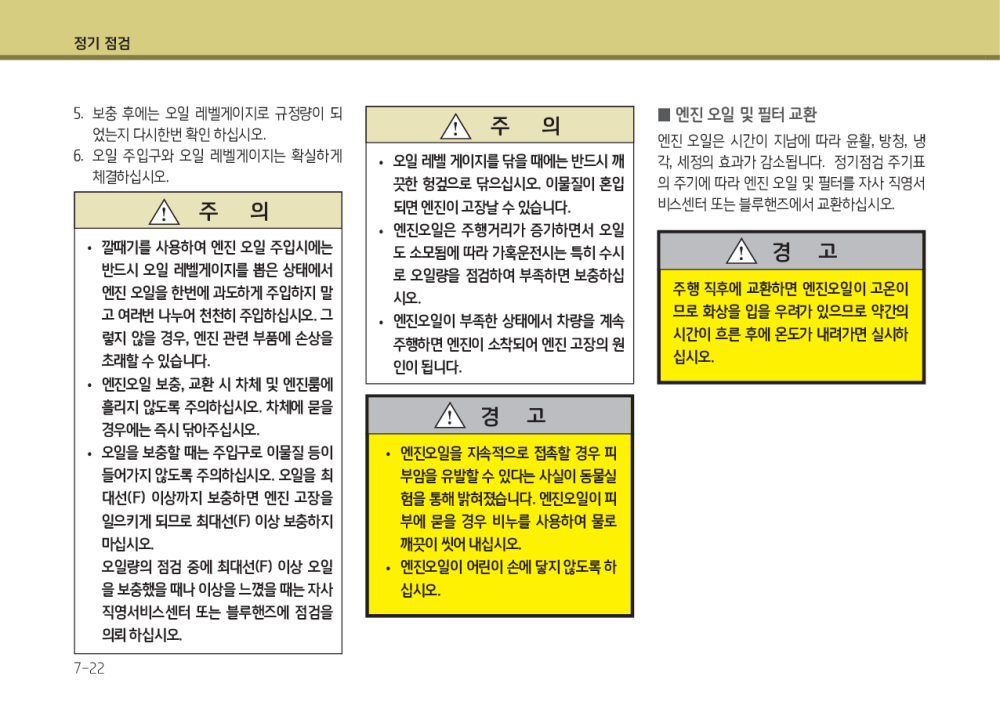 정기 점검
5. 보충 후에는 오일 레벨게이지로 규정량이 되
었는지 다시한번 확인 하십시오.
6. 오일 주입구와 오일 레벨게이지는 확실하게
체결하십시오.
주 의
• 깔때기를 사용하여 엔진 오일 주입시에는
반드시 오일 레벨게이지를 뽑은 상태에서
엔진 오일을 한번에 과도하게 주입하지 말
고 여러번 나누어 천천히 주입하십시오. 그
렇지 않을 경우, 엔진 관련 부품에 손상을
초래할 수 있습니다.
• 엔진오일 보충, 교환 시 차체 및 엔진룸에
흘리지 않도록 주의하십시오. 차체에 묻을
경우에는 즉시 닦아주십시오.
• 오일을 보충할 때는 주입구로 이물질 등이
들어가지 않도록 주의하십시오. 오일을 최
대선(F) 이상까지 보충하면 엔진 고장을
일으키게 되므로 최대선(F) 이상 보충하지
마십시오.
오일량의 점검 중에 최대선(F) 이상 오일
을 보충했을 때나 이상을 느꼈을 때는 자사
직영서비스센터 또는 블루핸즈에 점검을
의뢰 하십시오.
주 의
• 오일 레벨 게이지를 닦을 때에는 반드시 깨
끗한 헝겊으로 닦으십시오. 이물질이 혼입
되면 엔진이 고장날 수 있습니다.
• 엔진오일은 주행거리가 증가하면서 오일
도 소모됨에 따라 가혹운전시는 특히 수시
로 오일량을 점검하여 부족하면 보충하십
시오.
• 엔진오일이 부족한 상태에서 차량을 계속
주행하면 엔진이 소착되어 엔진 고장의 원
인이 됩니다.
경 고
• 엔진오일을 지속적으로 접촉할 경우 피
부암을 유발할 수 있다는 사실이 동물실
험을 통해 밝혀졌습니다. 엔진오일이 피
부에 묻을 경우 비누를 사용하여 물로
깨끗이 씻어 내십시오.
• 엔진오일이 어린이 손에 닿지 않도록 하
십시오.
■ 엔진 오일 및 필터 교환
엔진 오일은 시간이 지남에 따라 윤활, 방청, 냉
각, 세정의 효과가 감소됩니다. 정기점검 주기표
의 주기에 따라 엔진 오일 및 필터를 자사 직영서
비스센터 또는 블루핸즈에서 교환하십시오.
경 고
주행 직후에 교환하면 엔진오일이 고온이
므로 화상을 입을 우려가 있으므로 약간의
시간이 흐른 후에 온도가 내려가면 실시하
십시오.
7-22